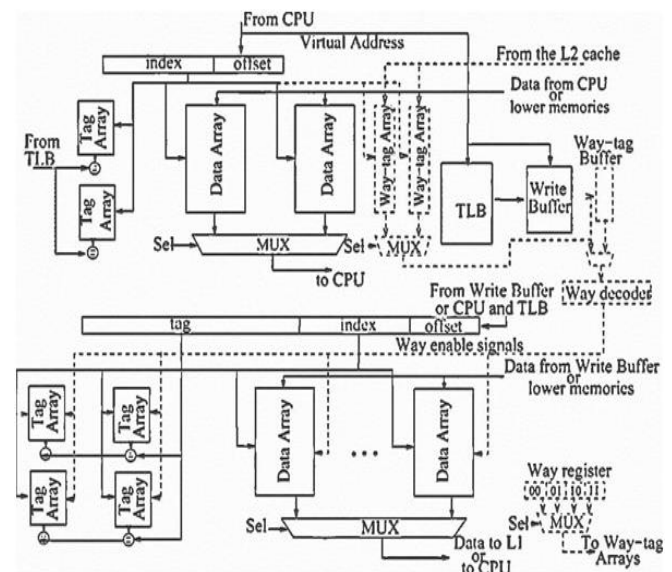 From CPU
Virtual Address
index
offset
From the L2 cache
Data from CPU
or
lower memories
Tag
Array
From
TLB
Tag
Array
Data Array
Data Array
Way-tag Array
Way-tag Array
TLB
Write
Buffer
Way-tag
Buffer
Sel
MUX
Sel
MUX
to CPU
Way decoder
From Write Buffer
or CPU and TLB
tag
index
offset
Way enable signals
Data from Write Buffer
or
lower memories
Tag
Array
Tag
Array
Tag
Array
Tag
Array
Data Array
• • •
Data Array
Way register
00 01 10 11
Sel
MUX
Sel
MUX
Data to L1
or
to CPU
To Way-tag
Arrays